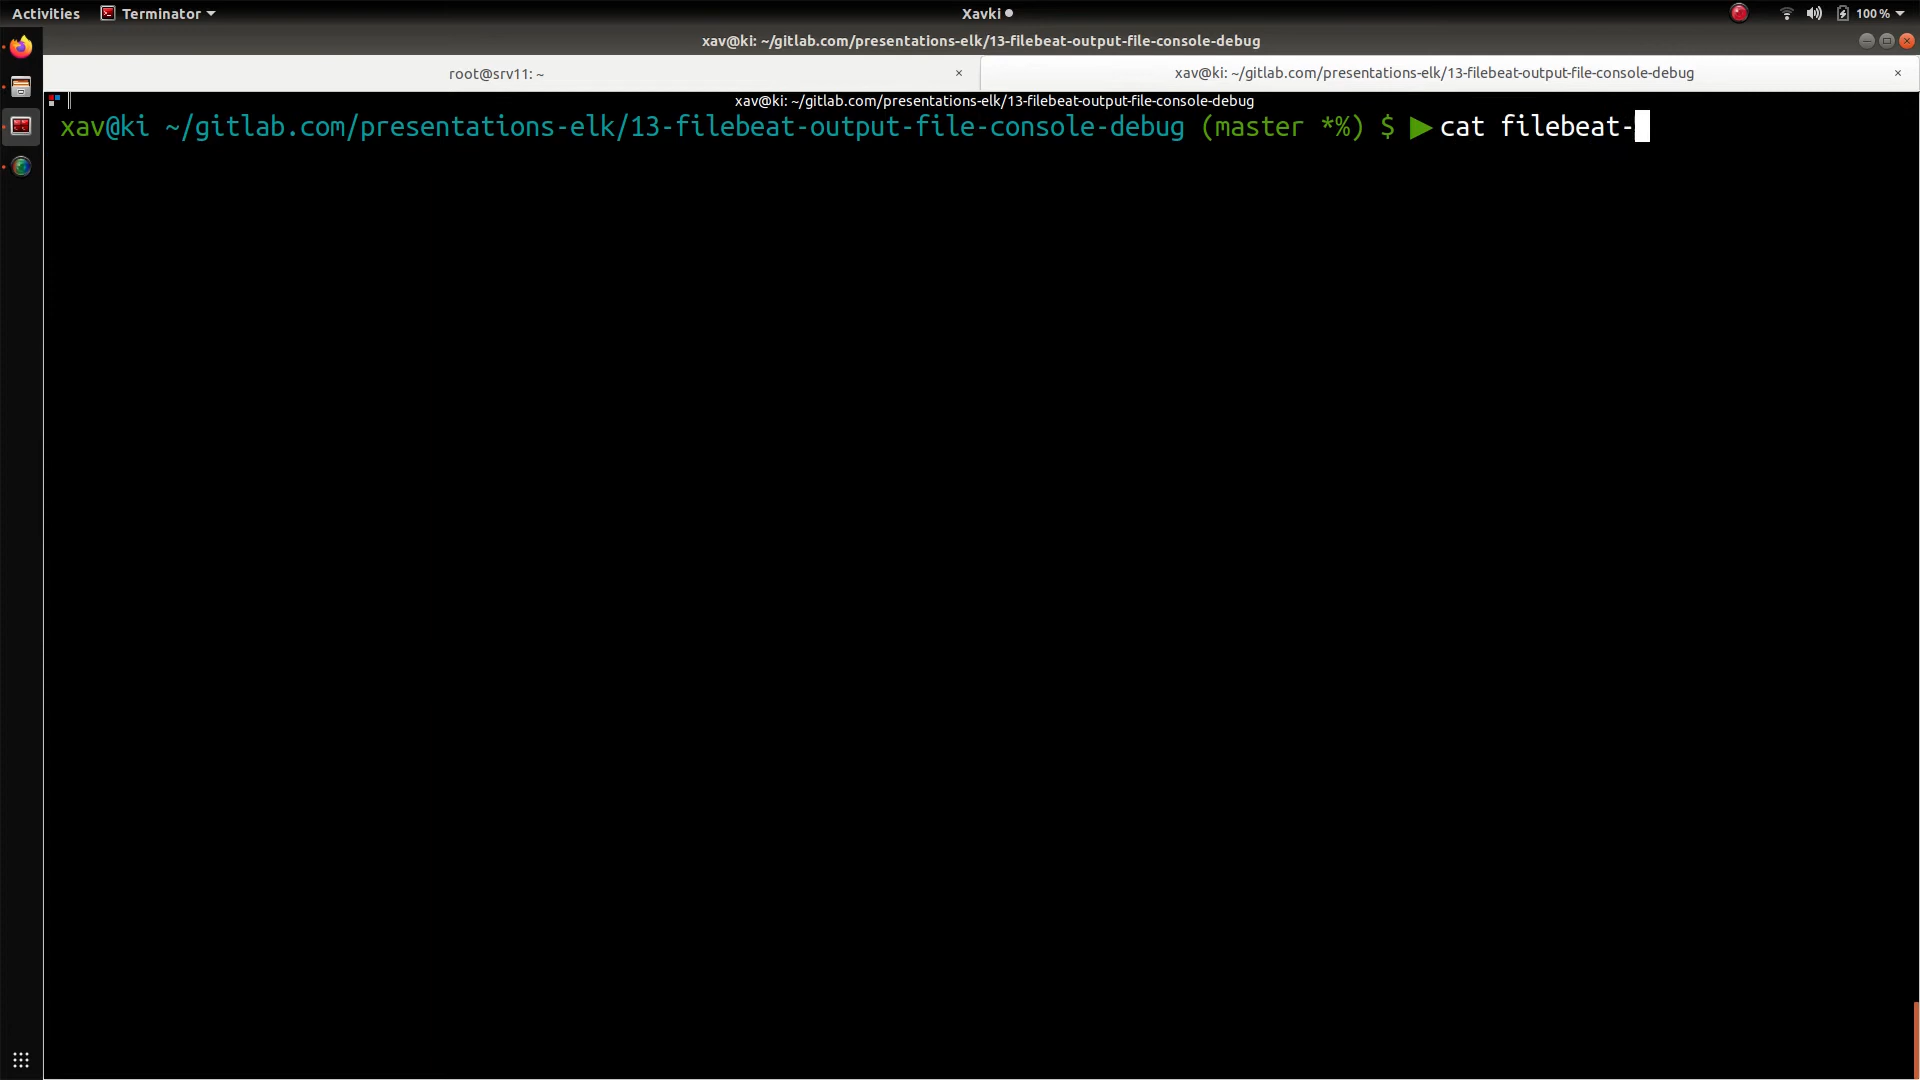 Activities Terminator Xavki 100 %
xav@ki: ~/gitlab.com/presentations-elk/13-filebeat-output-file-console-debug
root@srv11: ~ × xav@ki: ~/gitlab.com/presentations-elk/13-filebeat-output-file-console-debug ×
xav@ki: ~/gitlab.com/presentations-elk/13-filebeat-output-file-console-debug
xav@ki ~/gitlab.com/presentations-elk/13-filebeat-output-file-console-debug (master *%) $ ▶cat filebeat-